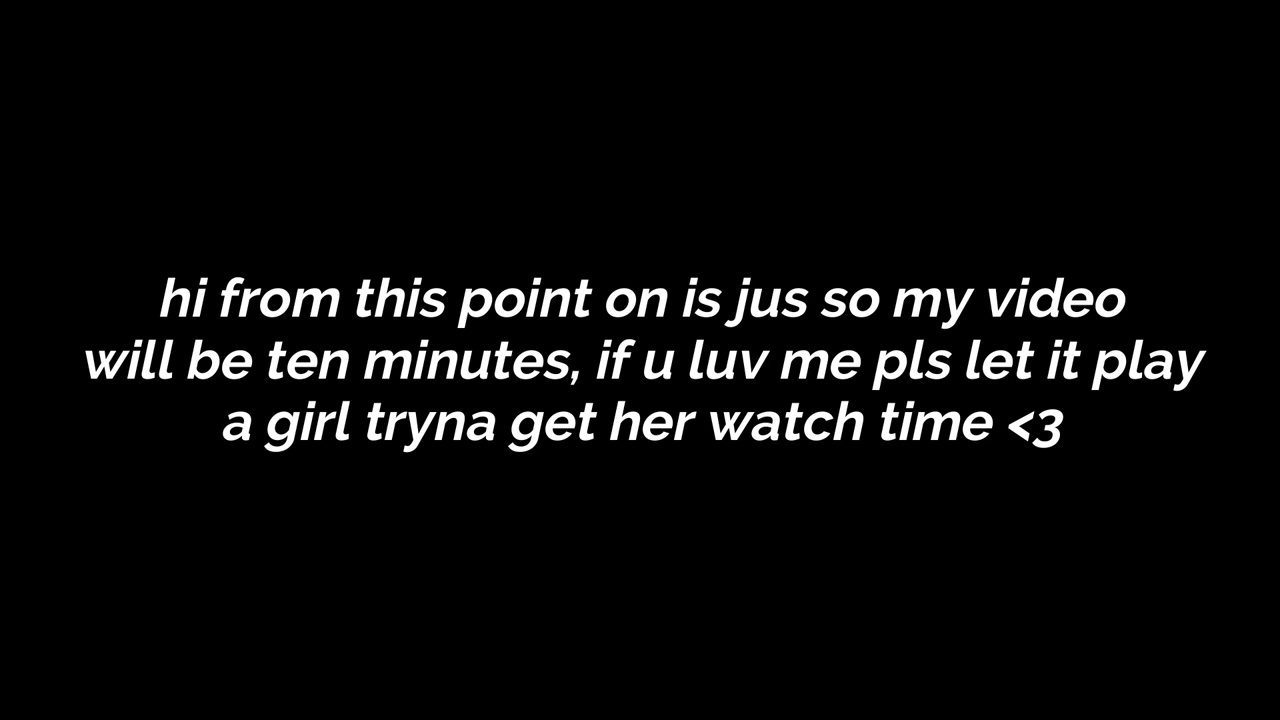 hi from this point on is jus so my video
will be ten minutes, if u luv me pls let it play
a girl tryna get her watch time <3